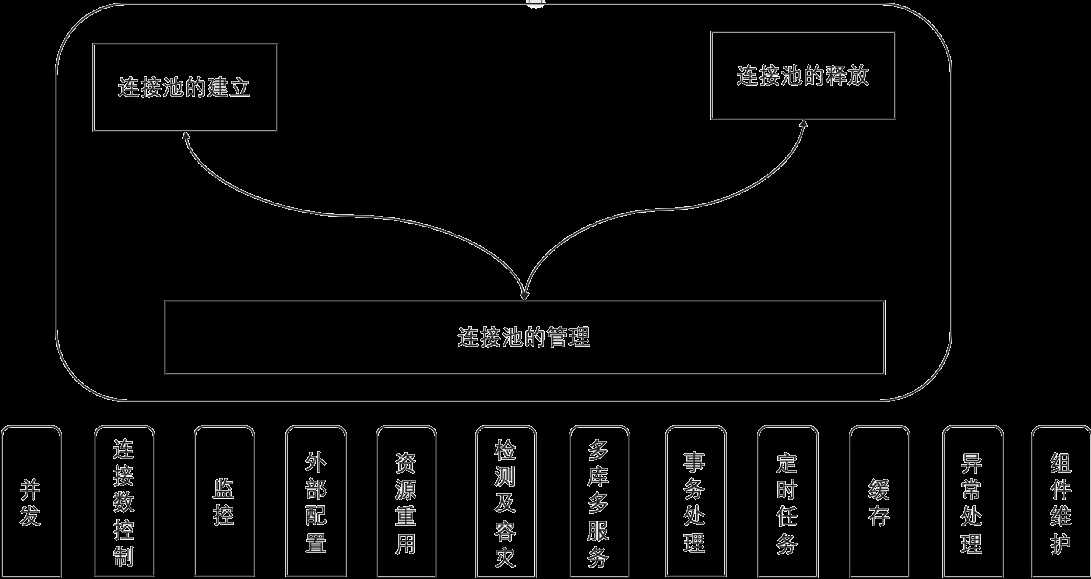 连接池的建立
连接池的释放
连接池的管理
并发
连接数控制
监控
外部配置
资源重用
检测及容灾
多库多服务
事务处理
定时任务
缓存
异常处理
组件维护